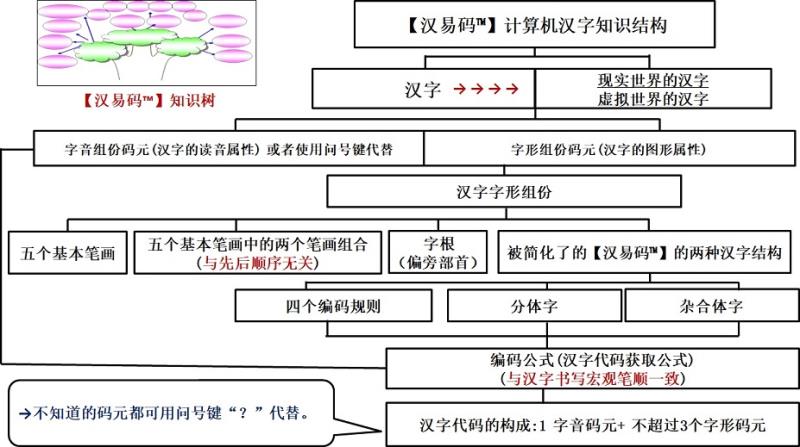 【汉易码™】计算机汉字知识结构
【汉易码™】知识树
汉字 →→→→
现实世界的汉字
虚拟世界的汉字
字音组份码元(汉字的读音属性) 或者使用问号键代替
字形组份码元(汉字的图形属性)
汉字字形组份
五个基本笔画
五个基本笔画中的两个笔画组合
(与先后顺序无关)
字根
(偏旁部首)
被简化了的【汉易码™】的两种汉字结构
四个编码规则
分体字
杂合体字
编码公式(汉字代码获取公式)
(与汉字书写宏观笔顺一致)
→不知道的码元都可用问号键“？”代替。
汉字代码的构成:1 字音码元+ 不超过3个字形码元